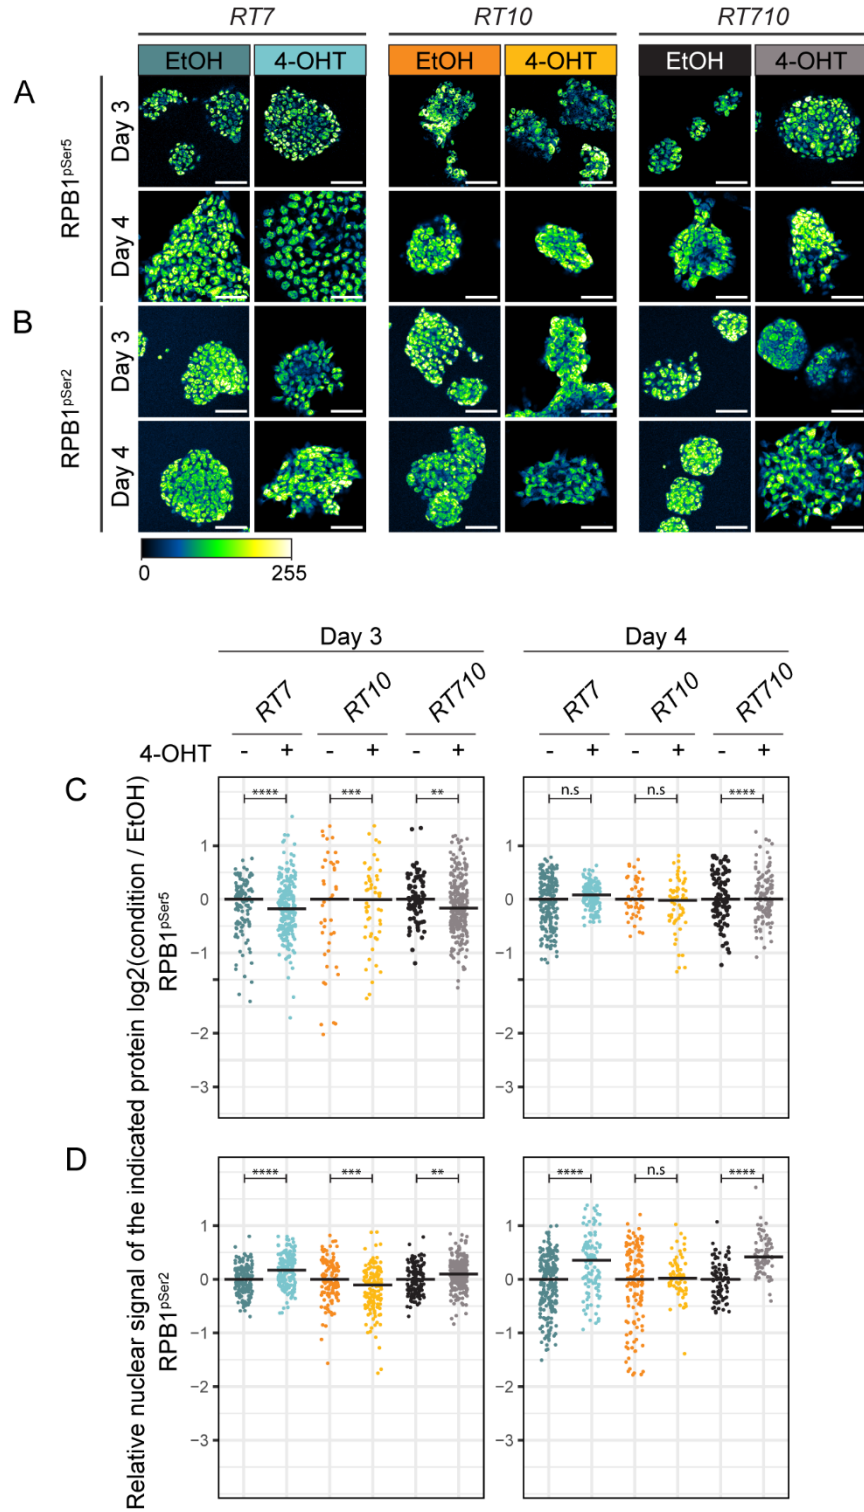 RT7 RT10 RT710
EtOH 4-OHT EtOH 4-OHT EtOH 4-OHT
A
RPB1pSer5
Day 3
Day 4
B
RPB1pSer2
Day 3
Day 4
0 255
Day 3 Day 4
RT7 RT10 RT710 RT7 RT10 RT710
4-OHT - + - + - + - + - + - +
Relative nuclear signal of the indicated protein log2(condition / EtOH)
C
RPB1pSer5
**** *** ** n.s n.s ****
1 1
0 0
−1 −1
−2 −2
−3 −3
D
RPB1pSer2
**** *** ** **** n.s ****
1 1
0 0
−1 −1
−2 −2
−3 −3